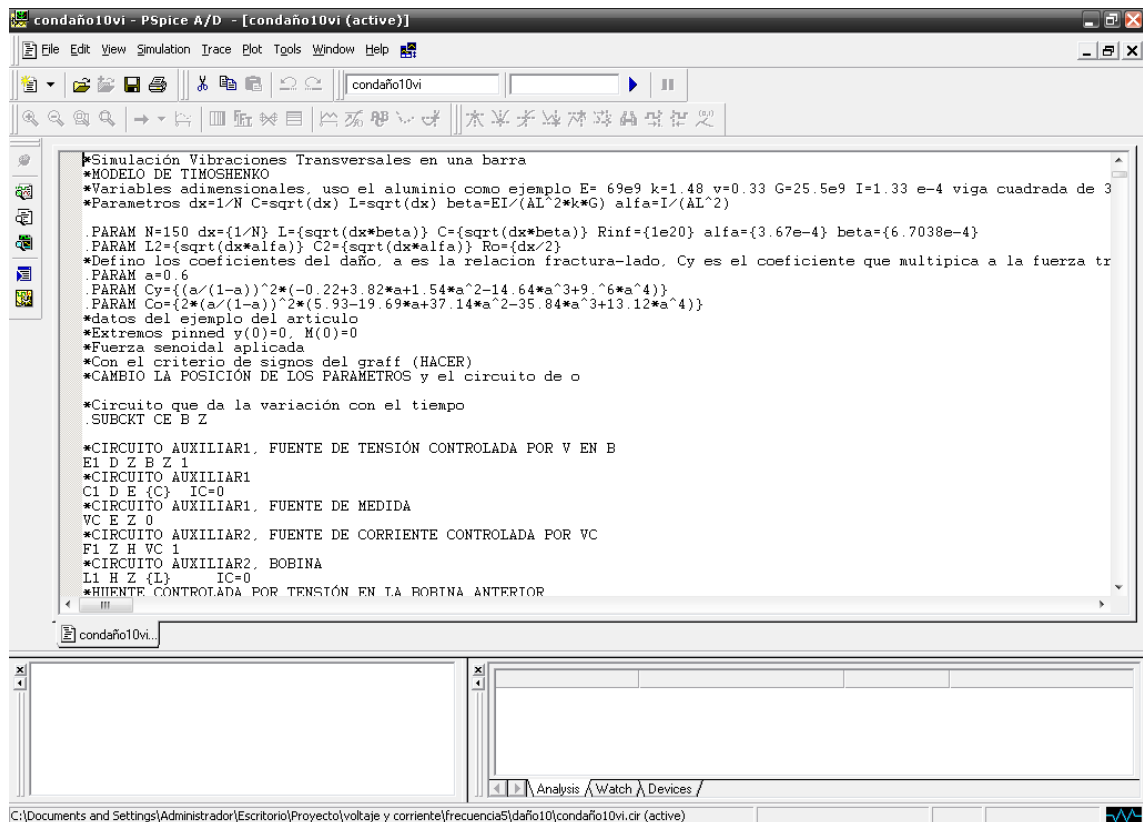 condaño10vi - PSpice A/D - [condaño10vi (active)]
File Edit View Simulation Trace Plot Tools Window Help
condaño10vi
*Simulación Vibraciones Transversales en una barra
*MODELO DE TIMOSHENKO
*Variables adimensionales, uso el aluminio como ejemplo E= 69e9 k=1.48 v=0.33 G=25.5e9 I=1.33 e-4 viga cuadrada de 3
*Parametros dx=1/N C=sqrt(dx) L=sqrt(dx) beta=EI/(AL^2*k*G) alfa=I/(AL^2)
.PARAM N=150 dx={1/N} L={sqrt(dx*beta)} C={sqrt(dx*beta)} Rinf={1e20} alfa={3.67e-4} beta={6.7038e-4}
.PARAM L2={sqrt(dx*alfa)} C2={sqrt(dx*alfa)} Ro={dx/2}
*Defino los coeficientes del daño, a es la relacion fractura-lado, Cy es el coeficiente que multipica a la fuerza tr
.PARAM a=0.6
.PARAM Cy={(a/(1-a))^2*(-0.22+3.82*a+1.54*a^2-14.64*a^3+9.^6*a^4)}
.PARAM Co={2*(a/(1-a))^2*(5.93-19.69*a+37.14*a^2-35.84*a^3+13.12*a^4)}
*datos del ejemplo del articulo
*Extremos pinned y(0)=0, M(0)=0
*Fuerza senoidal aplicada
*Con el criterio de signos del graff (HACER)
*CAMBIO LA POSICIÓN DE LOS PARAMETROS y el circuito de o
*Circuito que da la variación con el tiempo
.SUBCKT CE B Z
*CIRCUITO AUXILIAR1, FUENTE DE TENSIÓN CONTROLADA POR V EN B
E1 D Z B Z 1
*CIRCUITO AUXILIAR1
C1 D E {C} IC=0
*CIRCUITO AUXILIAR1, FUENTE DE MEDIDA
VC E Z 0
*CIRCUITO AUXILIAR2, FUENTE DE CORRIENTE CONTROLADA POR VC
F1 Z H VC 1
*CIRCUITO AUXILIAR2, BOBINA
L1 H Z {L} IC=0
*HUENTE CONTROLADA POR TENSIÓN EN LA BOBINA ANTERIOR
condaño10vi...
Analysis Watch Devices
C:\Documents and Settings\Administrador\Escritorio\Proyecto\voltaje y corriente\frecuencia5\daño10\condaño10vi.cir (active)